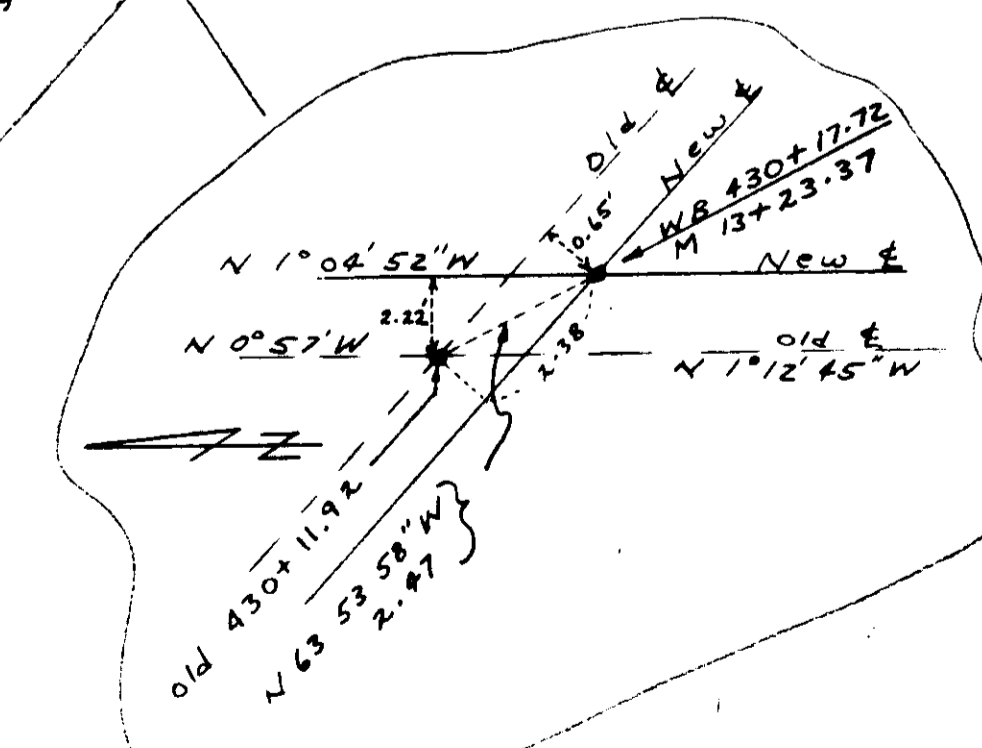 Old ℄
New ℄
WB 430+17.72
M 13+23.37
0.65'
N 1° 04' 52" W
New ℄
2.22'
N 0° 57' W
Old ℄
N 1° 12' 45" W
2.38
N
Old 430+11.92
N 63 53 58" W
2.47